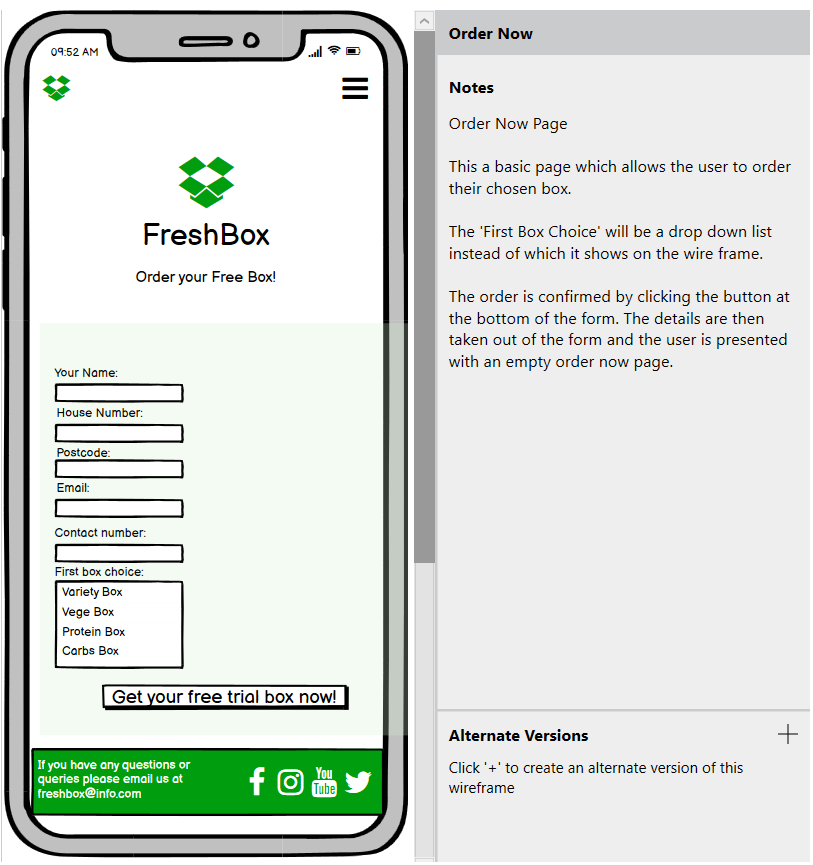 09:52 AM
FreshBox
Order your Free Box!
Your Name:
House Number:
Postcode:
Email:
Contact number:
First box choice:
Variety Box
Vege Box
Protein Box
Carbs Box
Get your free trial box now!
If you have any questions or
queries please email us at
freshbox@info.com
You
Tube
Order Now
Notes
Order Now Page
This a basic page which allows the user to order
their chosen box.
The 'First Box Choice' will be a drop down list
instead of which it shows on the wire frame.
The order is confirmed by clicking the button at
the bottom of the form. The details are then
taken out of the form and the user is presented
with an empty order now page.
Alternate Versions
Click '+' to create an alternate version of this
wireframe